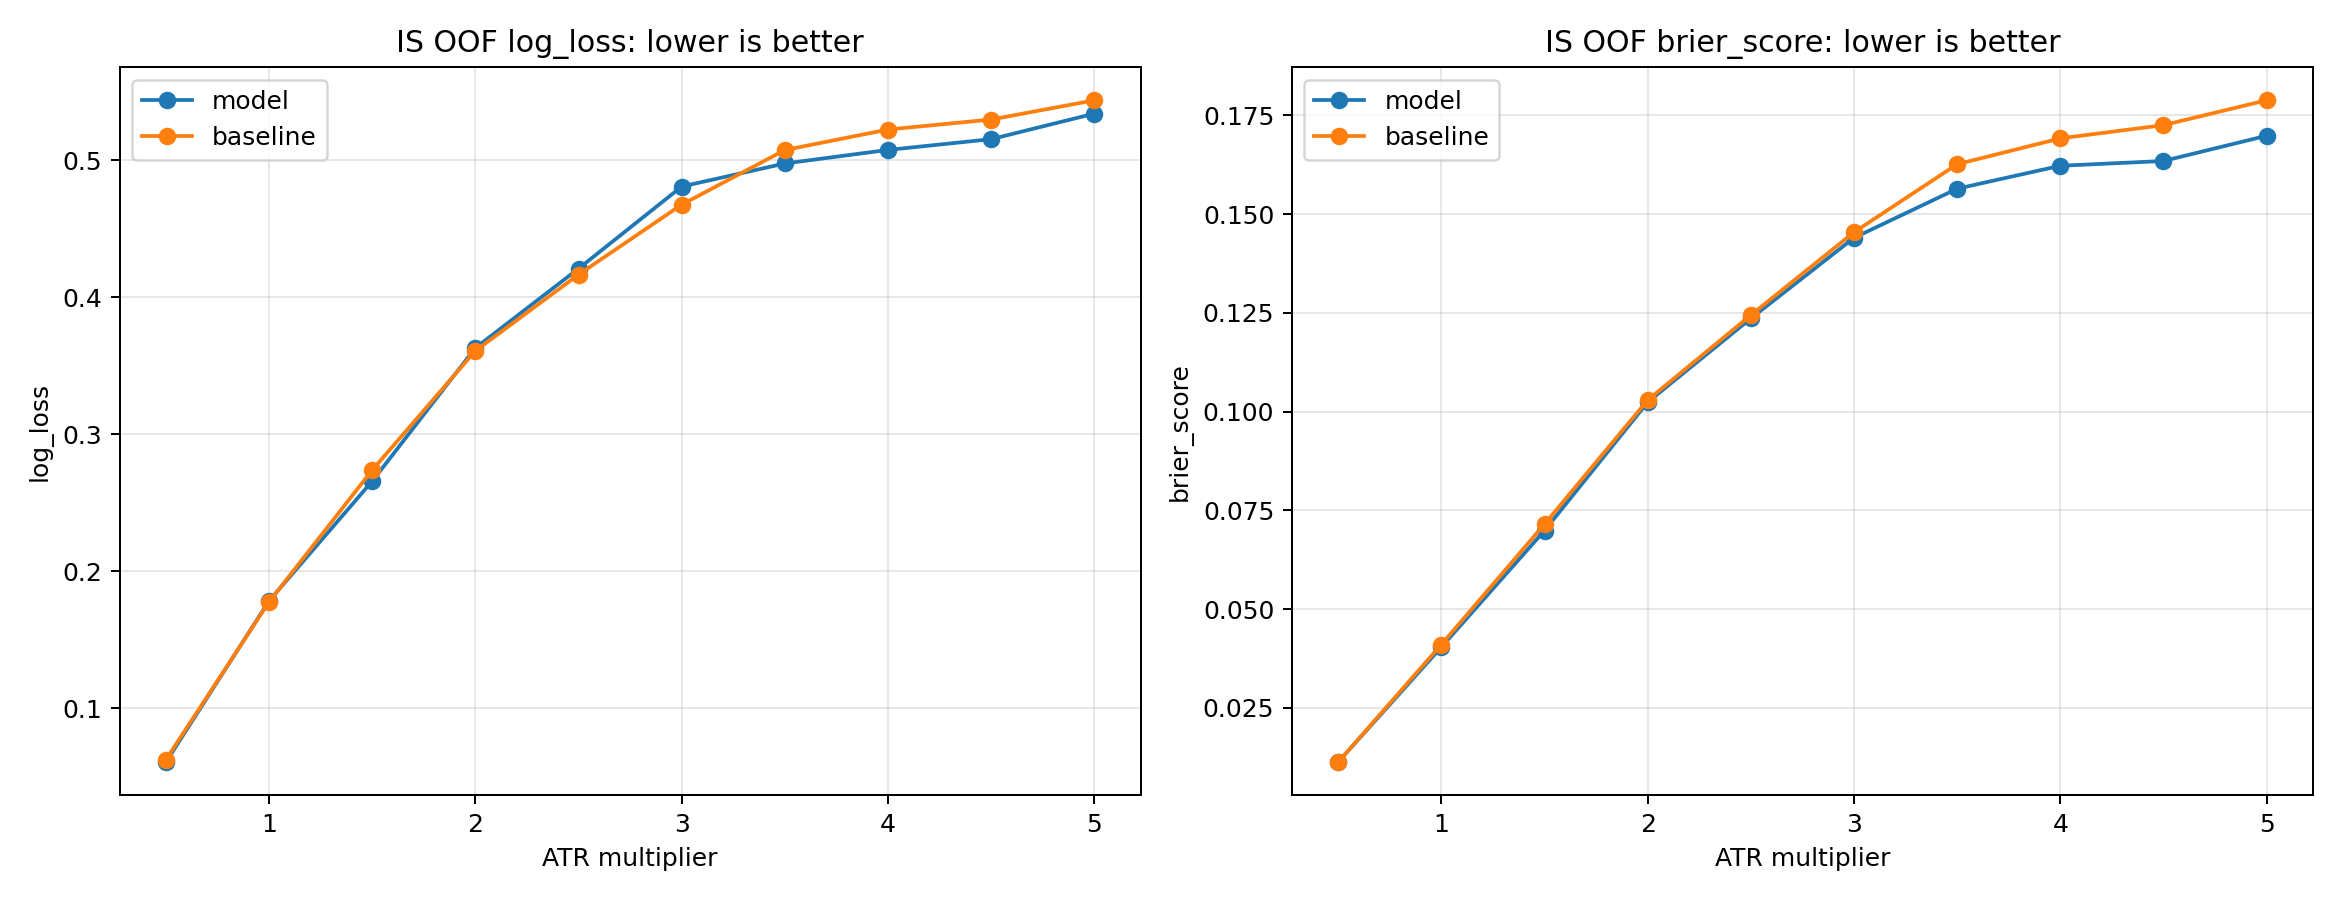 IS OOF log_loss: lower is better
model
baseline
0.5
0.4
0.3
0.2
0.1
log_loss
1
2
3
4
5
ATR multiplier
IS OOF brier_score: lower is better
model
baseline
0.175
0.150
0.125
0.100
0.075
0.050
0.025
brier_score
1
2
3
4
5
ATR multiplier